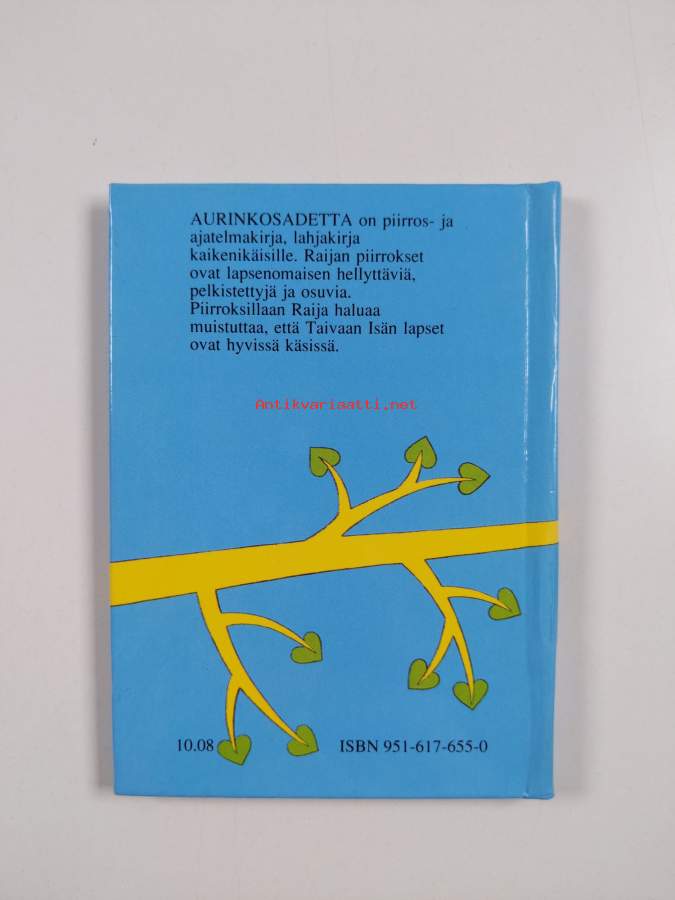 AURINKOSADETTA on piirros- ja
ajatelmakirja, lahjakirja
kaikenikäisille. Raijan piirrokset
ovat lapsenomaisen hellyttäviä,
pelkistettyjä ja osuvia.
Piirroksillaan Raija haluaa
muistuttaa, että Taivaan Isän lapset
ovat hyvissä käsissä.
Antikvariaatti.net
10.08
ISBN 951-617-655-0